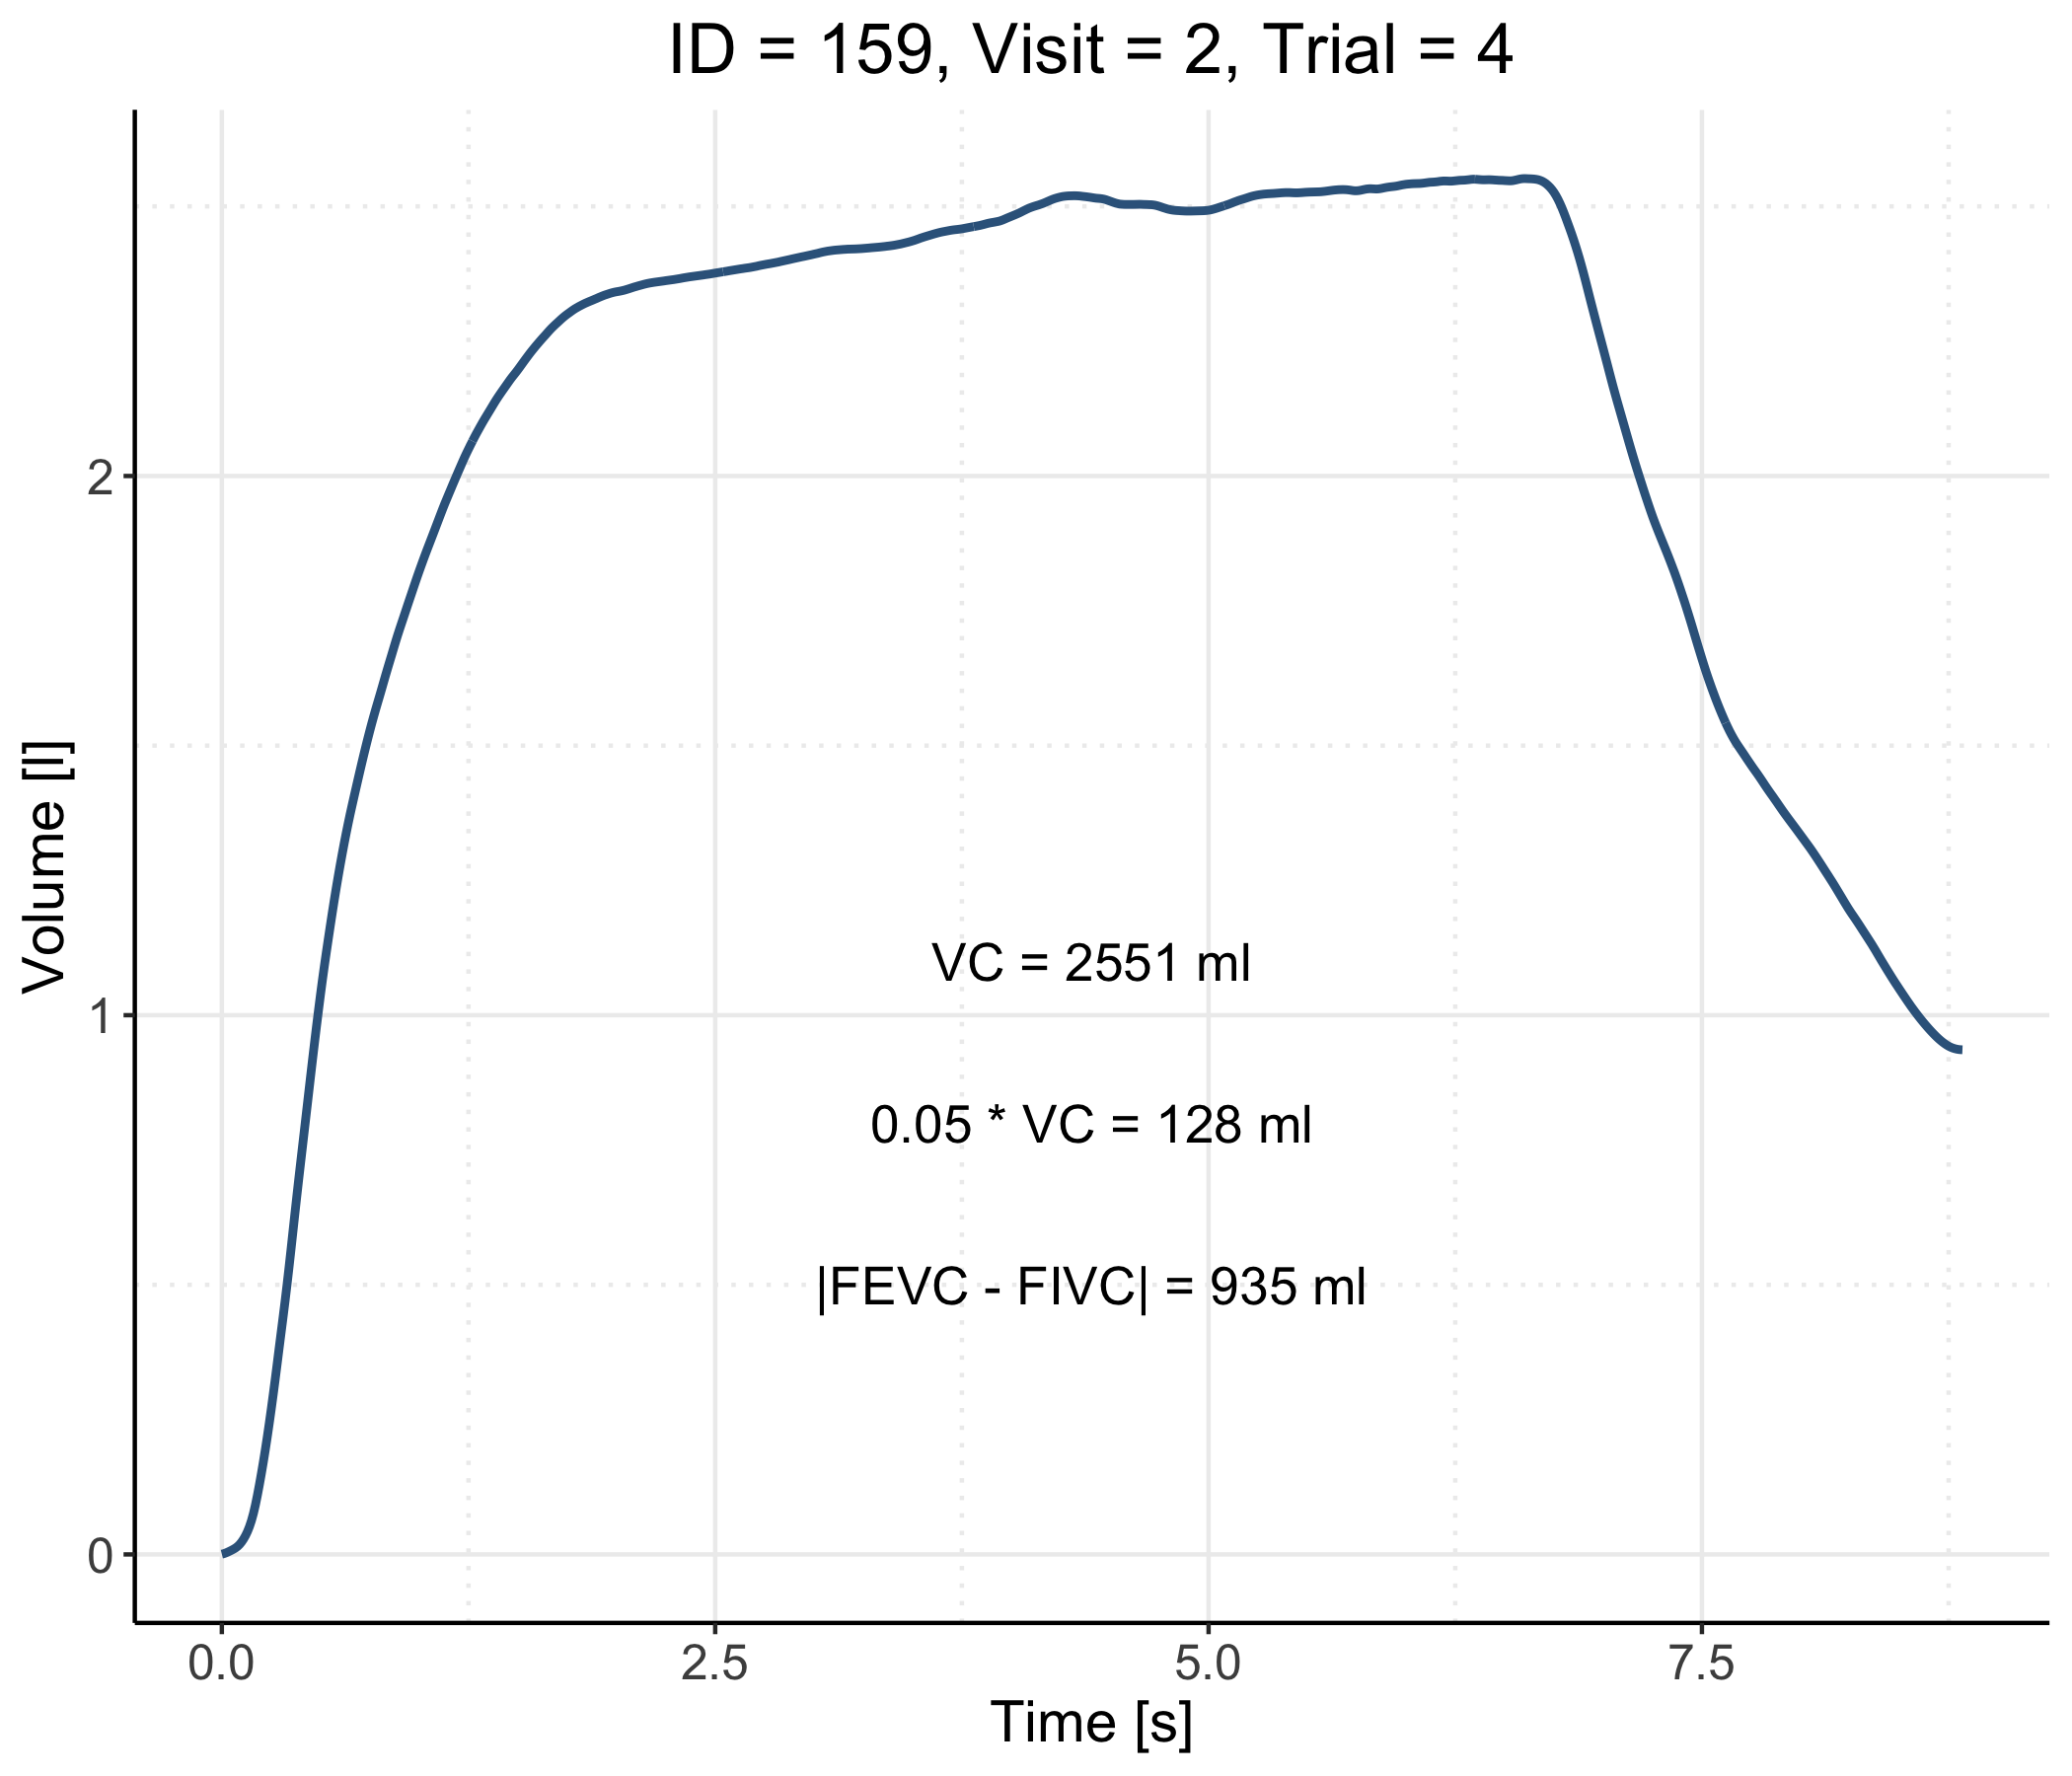 ID = 159, Visit = 2, Trial = 4
Volume [l]
2
1
0
VC = 2551 ml
0.05 * VC = 128 ml
|FEVC - FIVC| = 935 ml
0.0 2.5 5.0 7.5
Time [s]